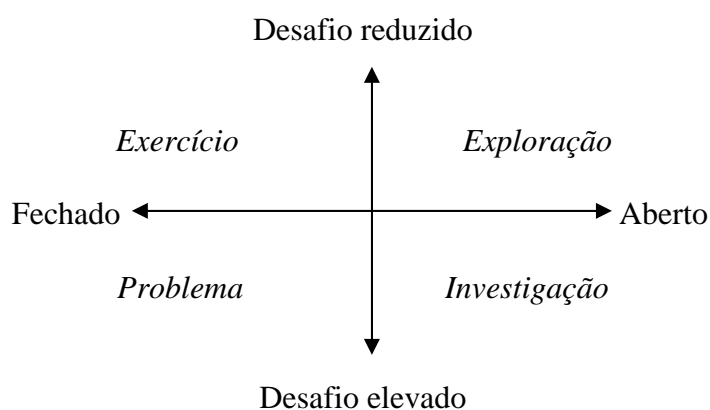 Desafio reduzido
Exercício Exploração
Fechado Aberto
Problema Investigação
Desafio elevado